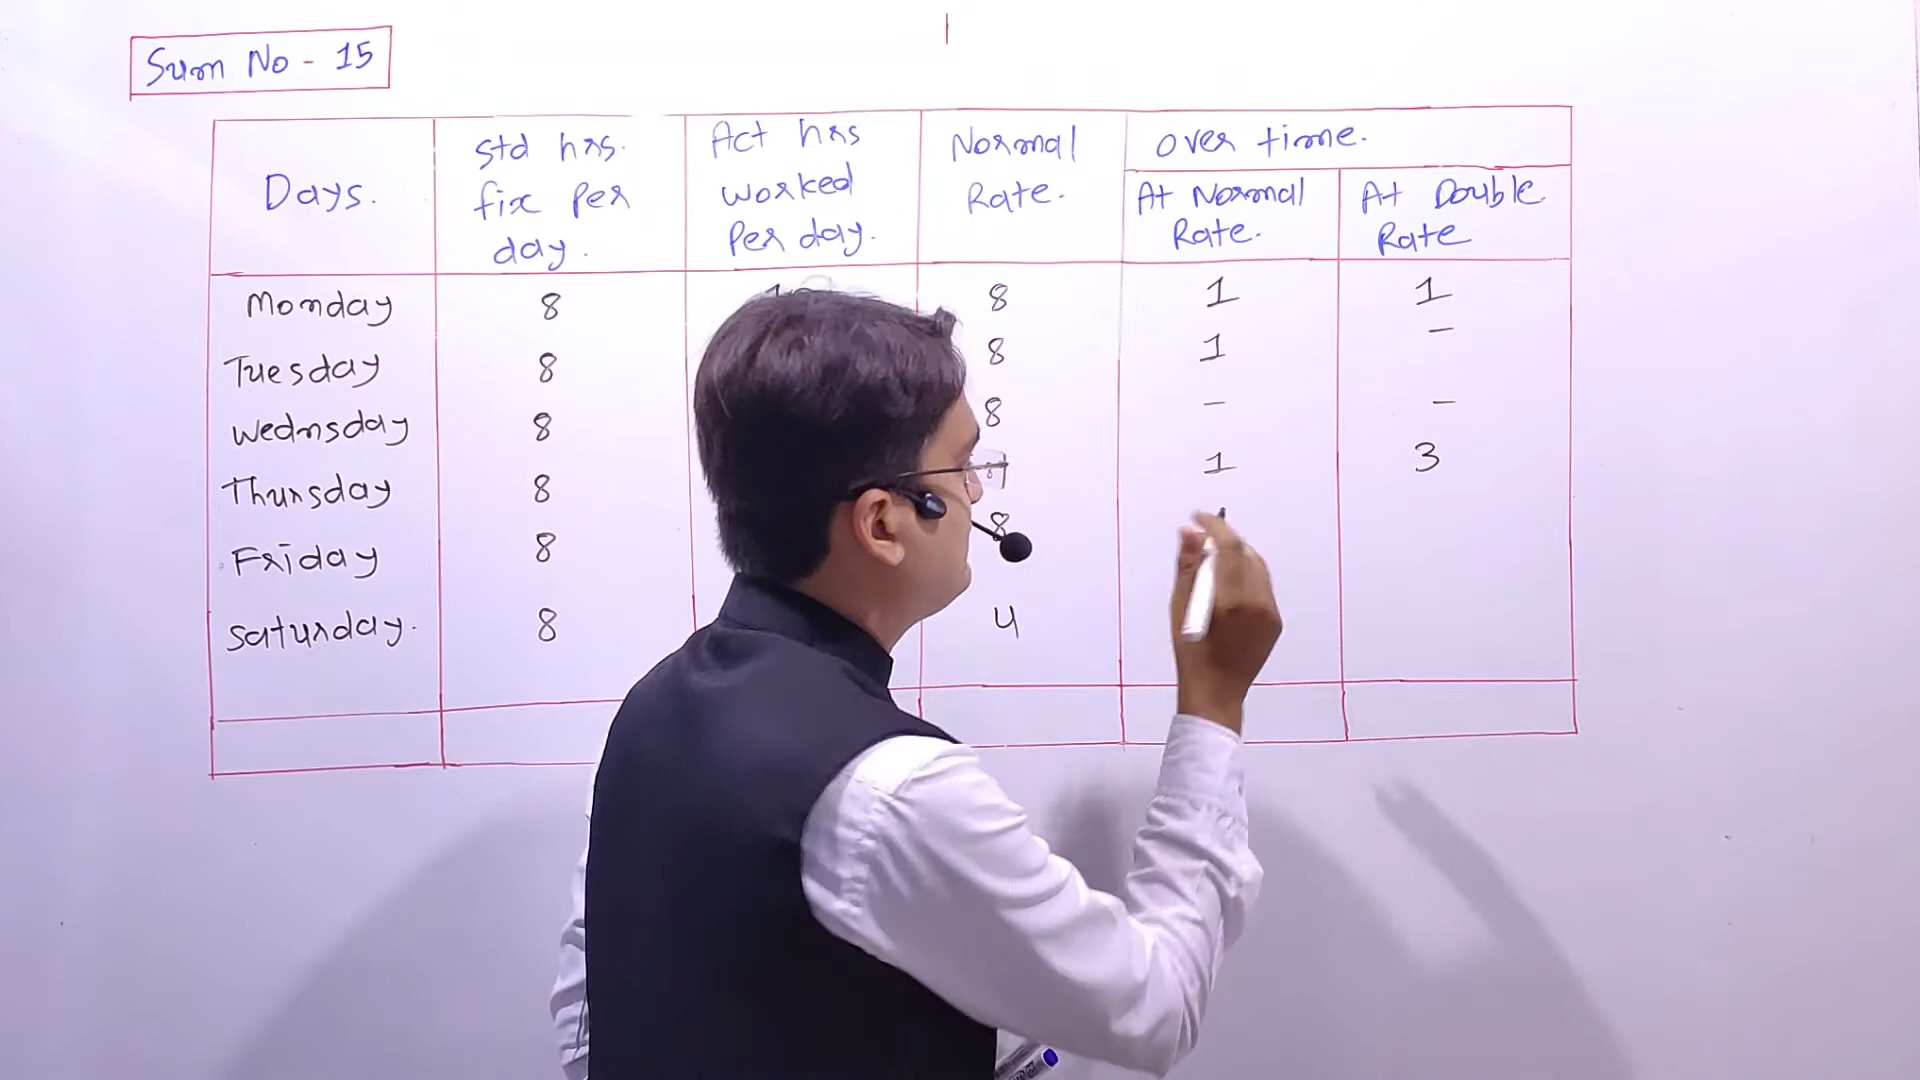 Sum No - 15
Days.
Std hrs.
fix Per
day.
Act hrs
worked
Per day.
Normal
Rate.
over time.
At Normal
Rate.
At Double
Rate
Monday 8 8 1 1
Tuesday 8 8 1 -
Wednsday 8 8 - -
Thursday 8 1 3
Friday 8 8
Saturday. 8 4